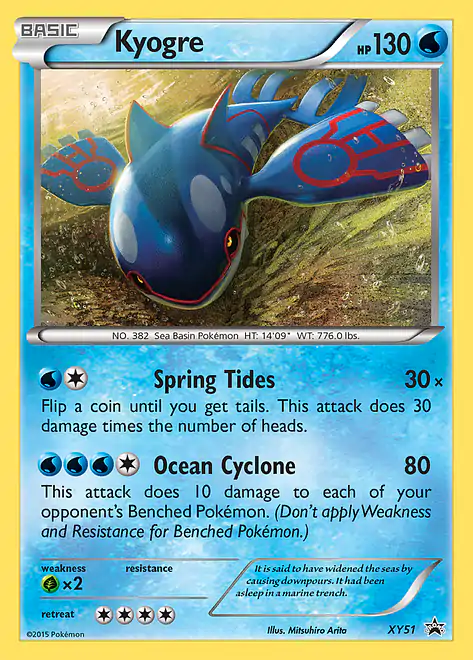 BASIC
Kyogre
HP 130
NO. 382 Sea Basin Pokémon HT: 14'09" WT: 776.0 lbs.
Spring Tides 30×
Flip a coin until you get tails. This attack does 30
damage times the number of heads.
Ocean Cyclone 80
This attack does 10 damage to each of your
opponent's Benched Pokémon. (Don't apply Weakness
and Resistance for Benched Pokémon.)
weakness resistance
×2
It is said to have widened the seas by
causing downpours. It had been
asleep in a marine trench.
retreat
©2015 Pokémon
Illus. Mitsuhiro Arita
XY51